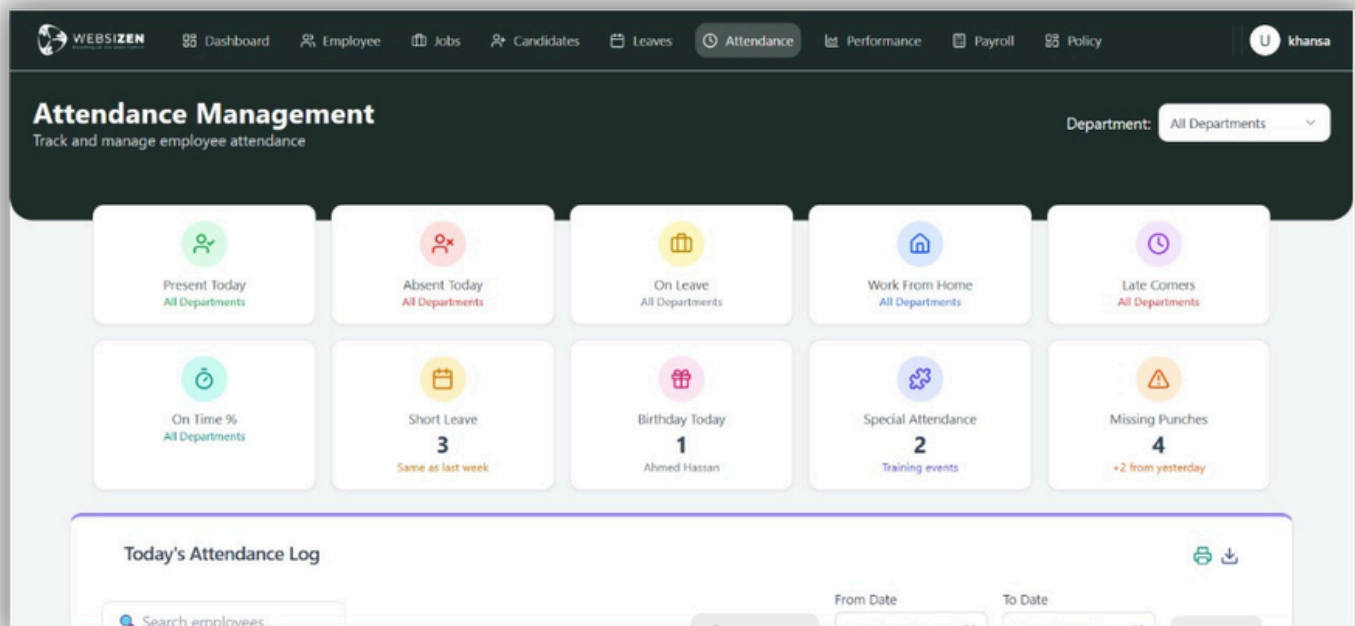 WEBSIZEN
Dashboard Employee Jobs Candidates Leaves Attendance Performance Payroll Policy U khansa
Attendance Management
Track and manage employee attendance
Department: All Departments
Present Today
All Departments
Absent Today
All Departments
On Leave
All Departments
Work From Home
All Departments
Late Comers
All Departments
On Time %
All Departments
Short Leave
3
Same as last week
Birthday Today
1
Ahmed Hassan
Special Attendance
2
Training events
Missing Punches
4
+2 from yesterday
Today's Attendance Log
From Date To Date
Search employees...